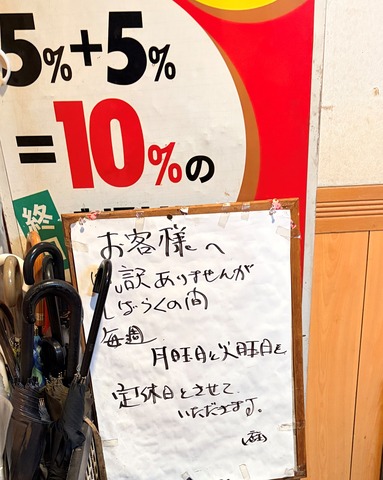 5%+5%
=10%の
終
お客様へ
訳ありませんが
しばらくの間
毎週
月曜日と火曜日を
定休日とさせて
いただきます。